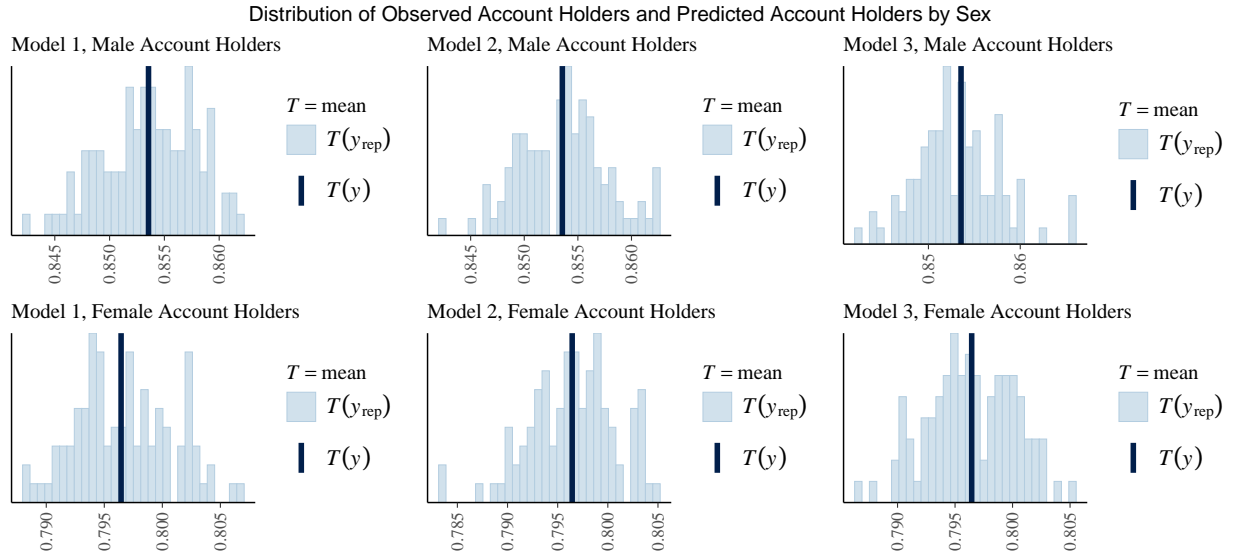 Distribution of Observed Account Holders and Predicted Account Holders by Sex
Model 1, Male Account Holders
T = mean
T(yrep)
T(y)
0.845 0.850 0.855 0.860
Model 2, Male Account Holders
T = mean
T(yrep)
T(y)
0.845 0.850 0.855 0.860
Model 3, Male Account Holders
T = mean
T(yrep)
T(y)
0.85 0.86
Model 1, Female Account Holders
T = mean
T(yrep)
T(y)
0.790 0.795 0.800 0.805
Model 2, Female Account Holders
T = mean
T(yrep)
T(y)
0.785 0.790 0.795 0.800 0.805
Model 3, Female Account Holders
T = mean
T(yrep)
T(y)
0.790 0.795 0.800 0.805